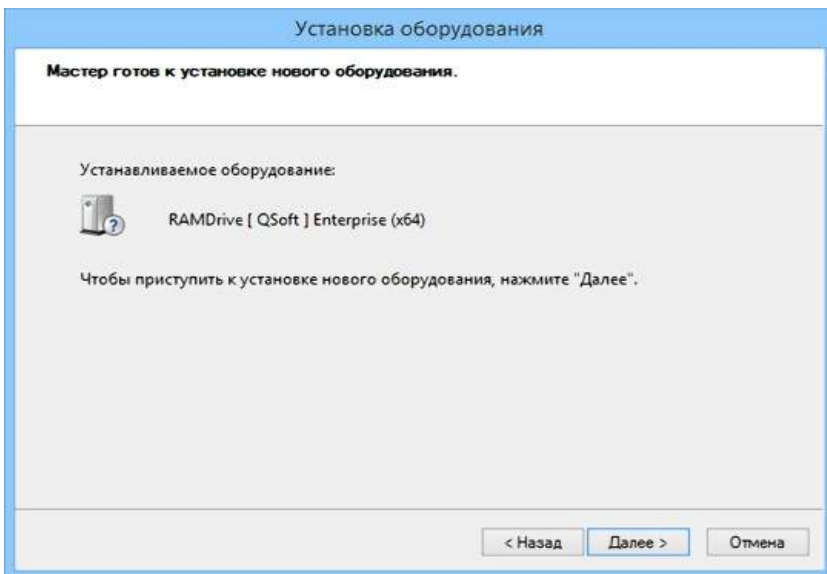 Установка оборудования
Мастер готов к установке нового оборудования.
Устанавливаемое оборудование:
RAMDrive [ QSoft ] Enterprise (x64)
Чтобы приступить к установке нового оборудования, нажмите "Далее".
< Назад Далее > Отмена